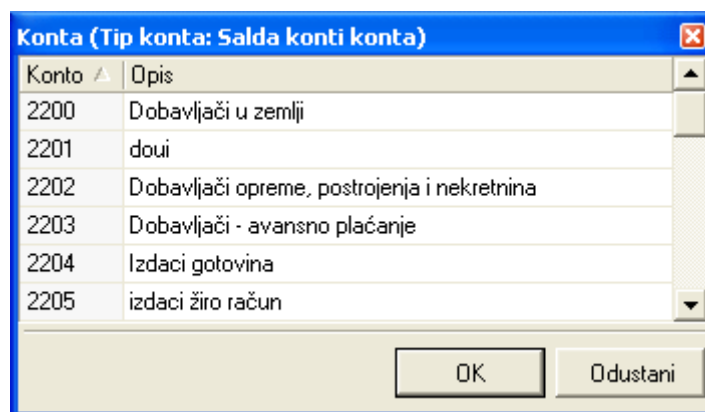 Konta (Tip konta: Salda konti konta)
Konto Opis
2200 Dobavljači u zemlji
2201 doui
2202 Dobavljači opreme, postrojenja i nekretnina
2203 Dobavljači - avansno plaćanje
2204 Izdaci gotovina
2205 izdaci žiro račun
OK Odustani